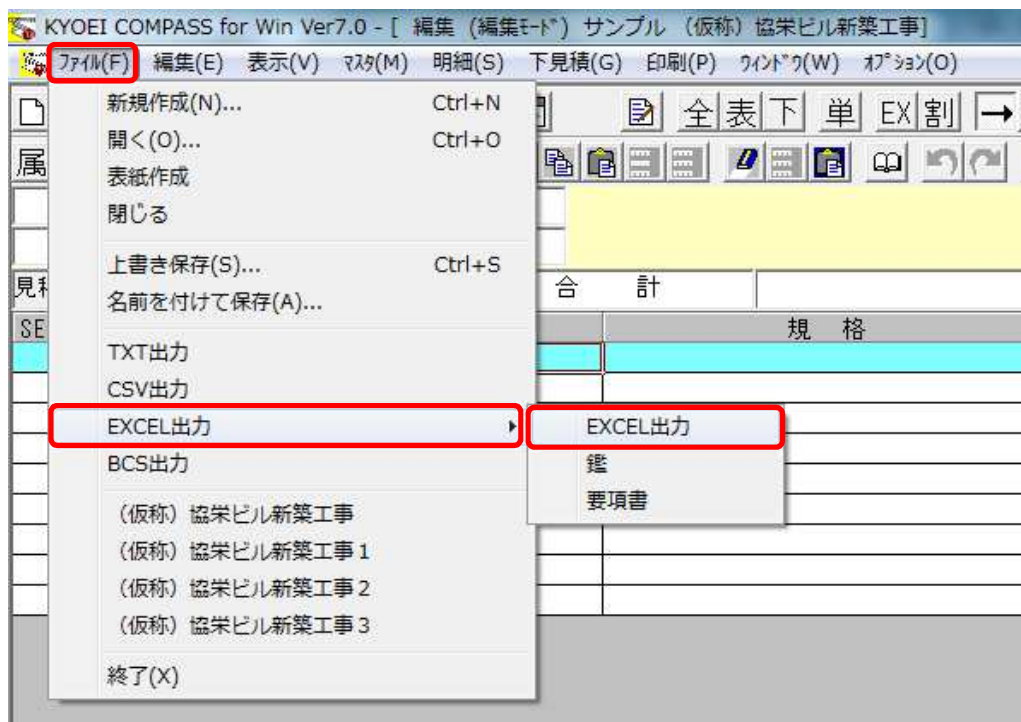 KYOEI COMPASS for Win Ver7.0 - [ 編集 (編集ﾓｰﾄﾞ) サンプル (仮称) 協栄ビル新築工事]
ﾌｧｲﾙ(F) 編集(E) 表示(V) ﾏｽﾀ(M) 明細(S) 下見積(G) 印刷(P) ｳｨﾝﾄﾞｳ(W) ｵﾌﾟｼｮﾝ(O)
全 表 下 単 EX 割 →
属
新規作成(N)... Ctrl+N
開く(O)... Ctrl+O
表紙作成
閉じる
上書き保存(S)... Ctrl+S
名前を付けて保存(A)...
合 計
SE 規 格
TXT出力
CSV出力
EXCEL出力
BCS出力
EXCEL出力
鑑
要項書
(仮称) 協栄ビル新築工事
(仮称) 協栄ビル新築工事1
(仮称) 協栄ビル新築工事2
(仮称) 協栄ビル新築工事3
終了(X)